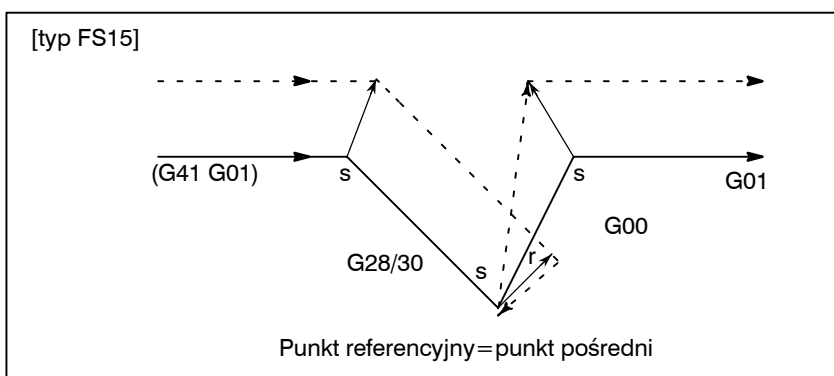 [typ FS15]
(G41 G01)
s
s
G01
G00
r
G28/30
s
Punkt referencyjny=punkt pośredni